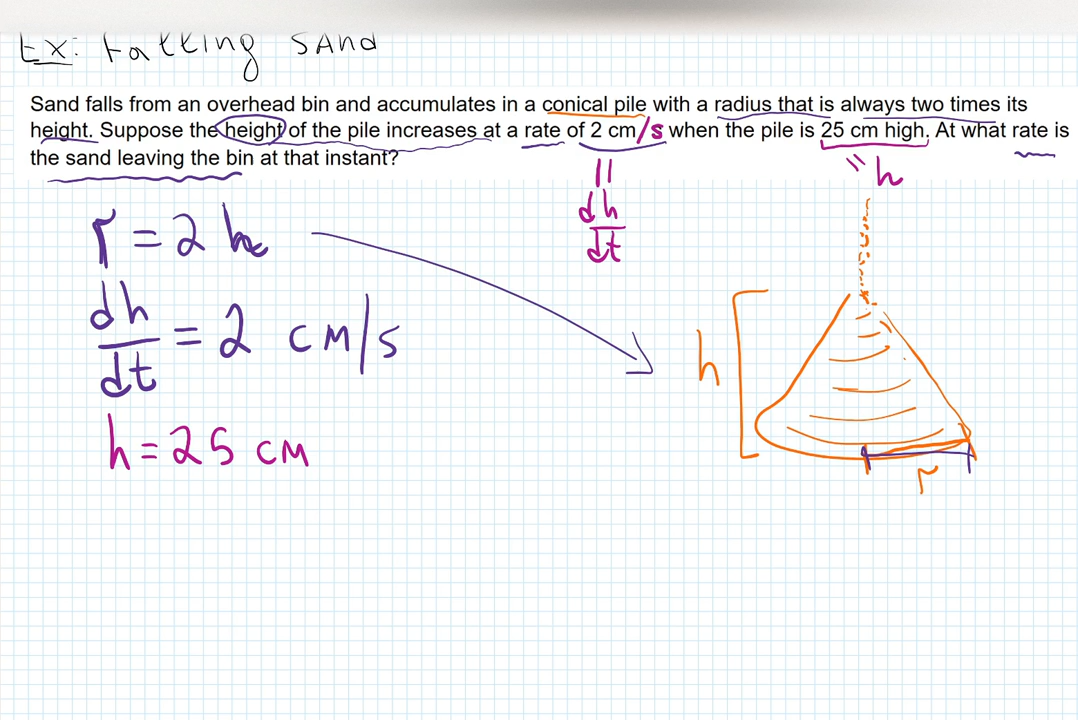 Ex: Falling SAnd
Sand falls from an overhead bin and accumulates in a conical pile with a radius that is always two times its
height. Suppose the height of the pile increases at a rate of 2 cm/s when the pile is 25 cm high. At what rate is
the sand leaving the bin at that instant?
|| dh/dt
" h
r = 2h
dh/dt = 2 cm/s
h
h = 25 cm
r